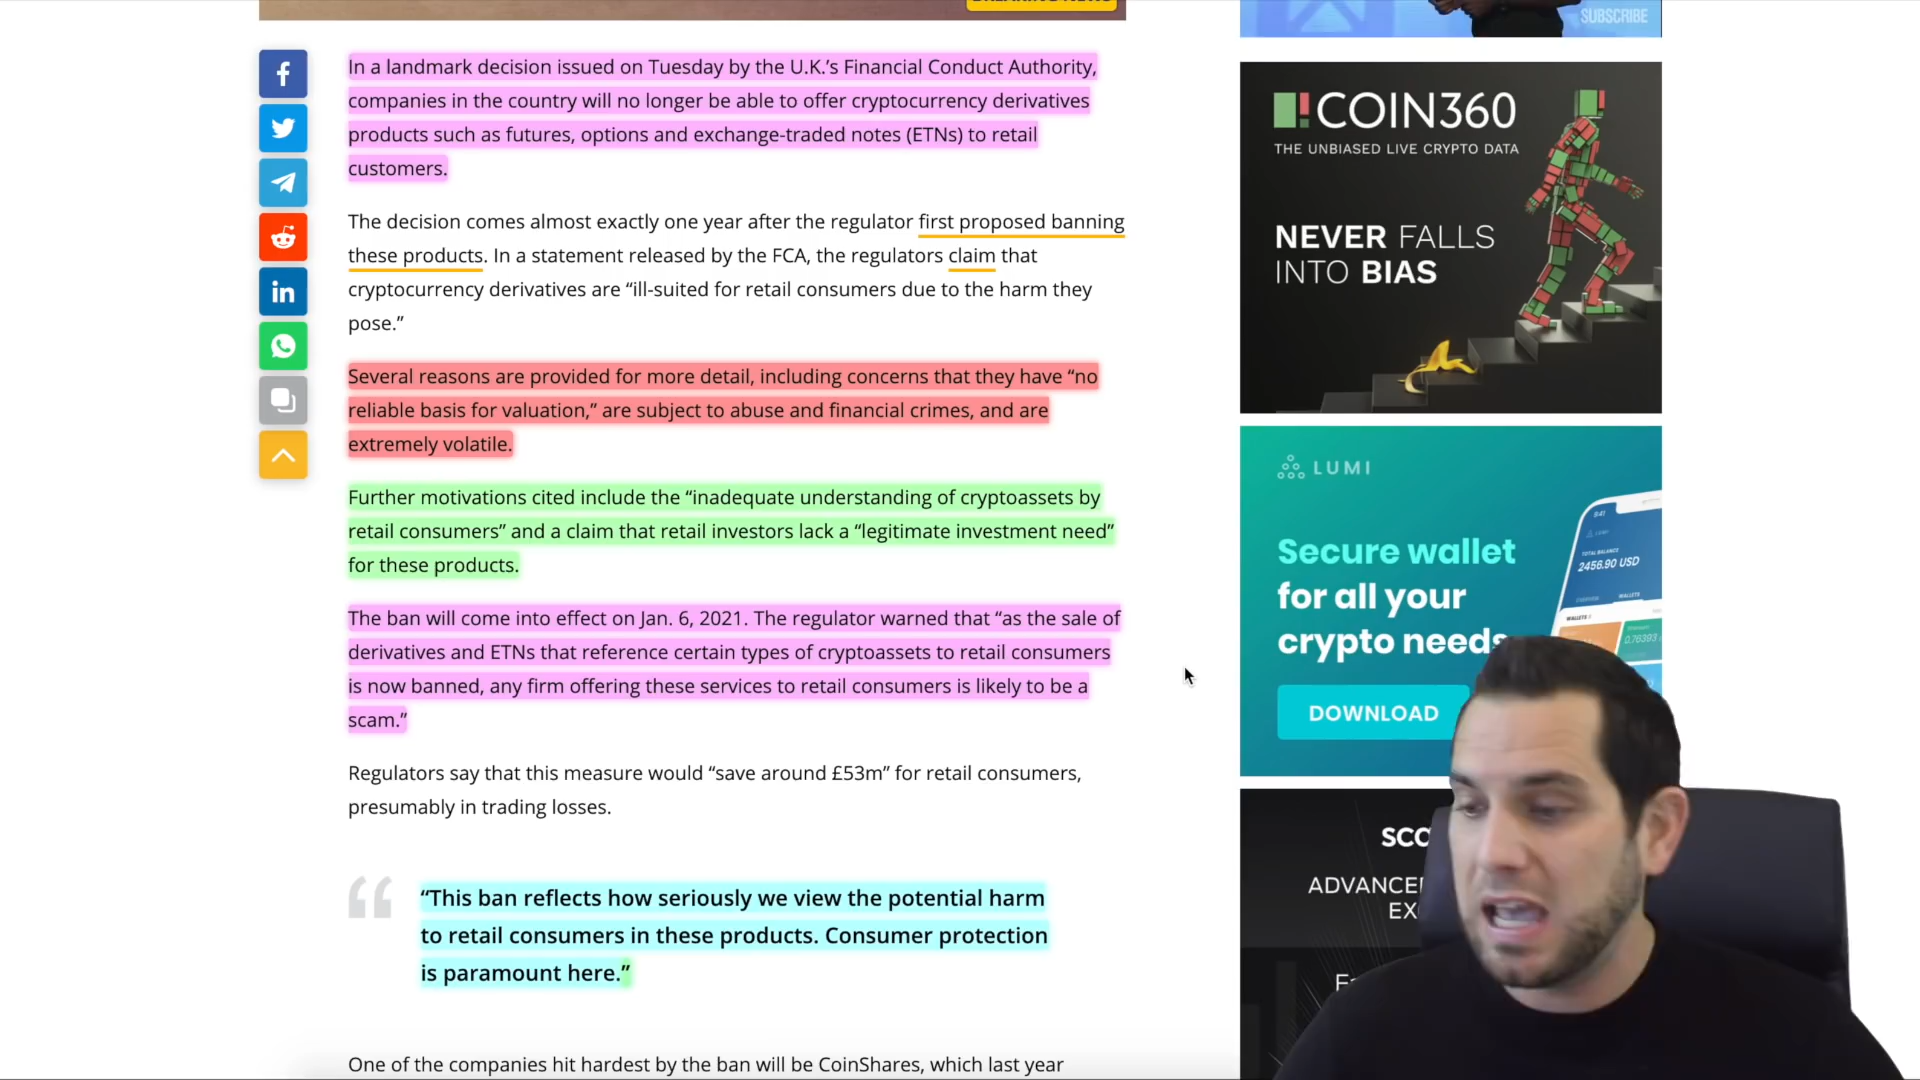 SUBSCRIBE
In a landmark decision issued on Tuesday by the U.K.’s Financial Conduct Authority,
companies in the country will no longer be able to offer cryptocurrency derivatives
products such as futures, options and exchange-traded notes (ETNs) to retail
customers.
The decision comes almost exactly one year after the regulator first proposed banning
these products. In a statement released by the FCA, the regulators claim that
cryptocurrency derivatives are “ill-suited for retail consumers due to the harm they
pose.”
Several reasons are provided for more detail, including concerns that they have “no
reliable basis for valuation,” are subject to abuse and financial crimes, and are
extremely volatile.
Further motivations cited include the “inadequate understanding of cryptoassets by
retail consumers” and a claim that retail investors lack a “legitimate investment need”
for these products.
The ban will come into effect on Jan. 6, 2021. The regulator warned that “as the sale of
derivatives and ETNs that reference certain types of cryptoassets to retail consumers
is now banned, any firm offering these services to retail consumers is likely to be a
scam.”
Regulators say that this measure would “save around £53m” for retail consumers,
presumably in trading losses.
“This ban reflects how seriously we view the potential harm
to retail consumers in these products. Consumer protection
is paramount here.”
One of the companies hit hardest by the ban will be CoinShares, which last year
COIN360
THE UNBIASED LIVE CRYPTO DATA
NEVER FALLS
INTO BIAS
LUMI
Secure wallet
for all your
crypto needs
DOWNLOAD
9:41
TOTAL BALANCE
2456.90 USD
WALLETS
0.76393